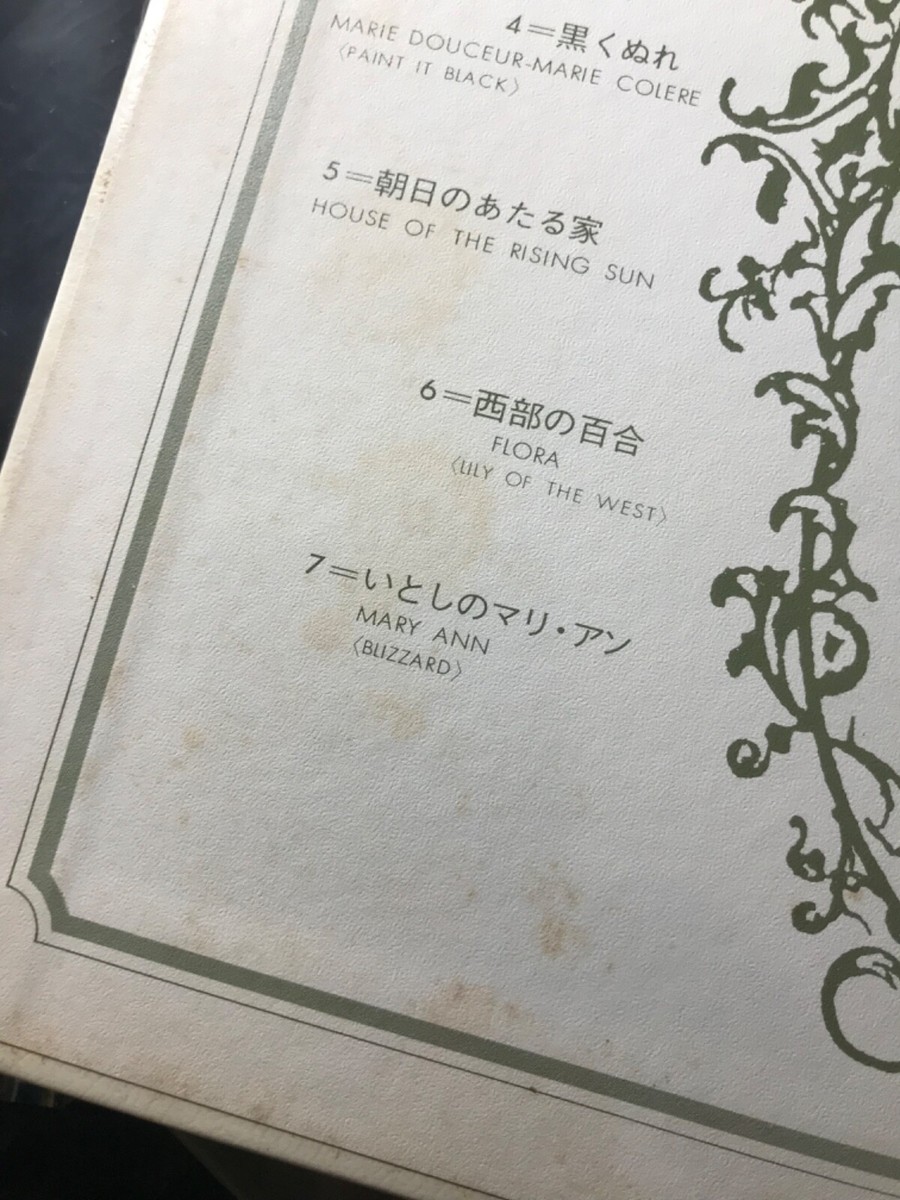 4=黒くぬれ
MARIE DOUCEUR-MARIE COLERE
〈PAINT IT BLACK〉
5=朝日のあたる家
HOUSE OF THE RISING SUN
6=西部の百合
FLORA
〈LILY OF THE WEST〉
7=いとしのマリ・アン
MARY ANN
〈BLIZZARD〉